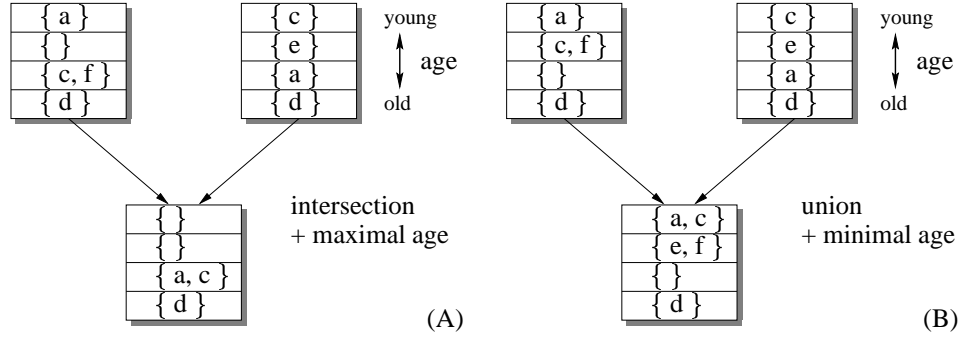 { a }
{ }
{ c, f }
{ d }
{ c }
{ e }
{ a }
{ d }
young
age
old
{ }
{ }
{ a, c }
{ d }
intersection
+ maximal age
(A)
{ a }
{ c, f }
{ }
{ d }
{ c }
{ e }
{ a }
{ d }
young
age
old
{ a, c }
{ e, f }
{ }
{ d }
union
+ minimal age
(B)